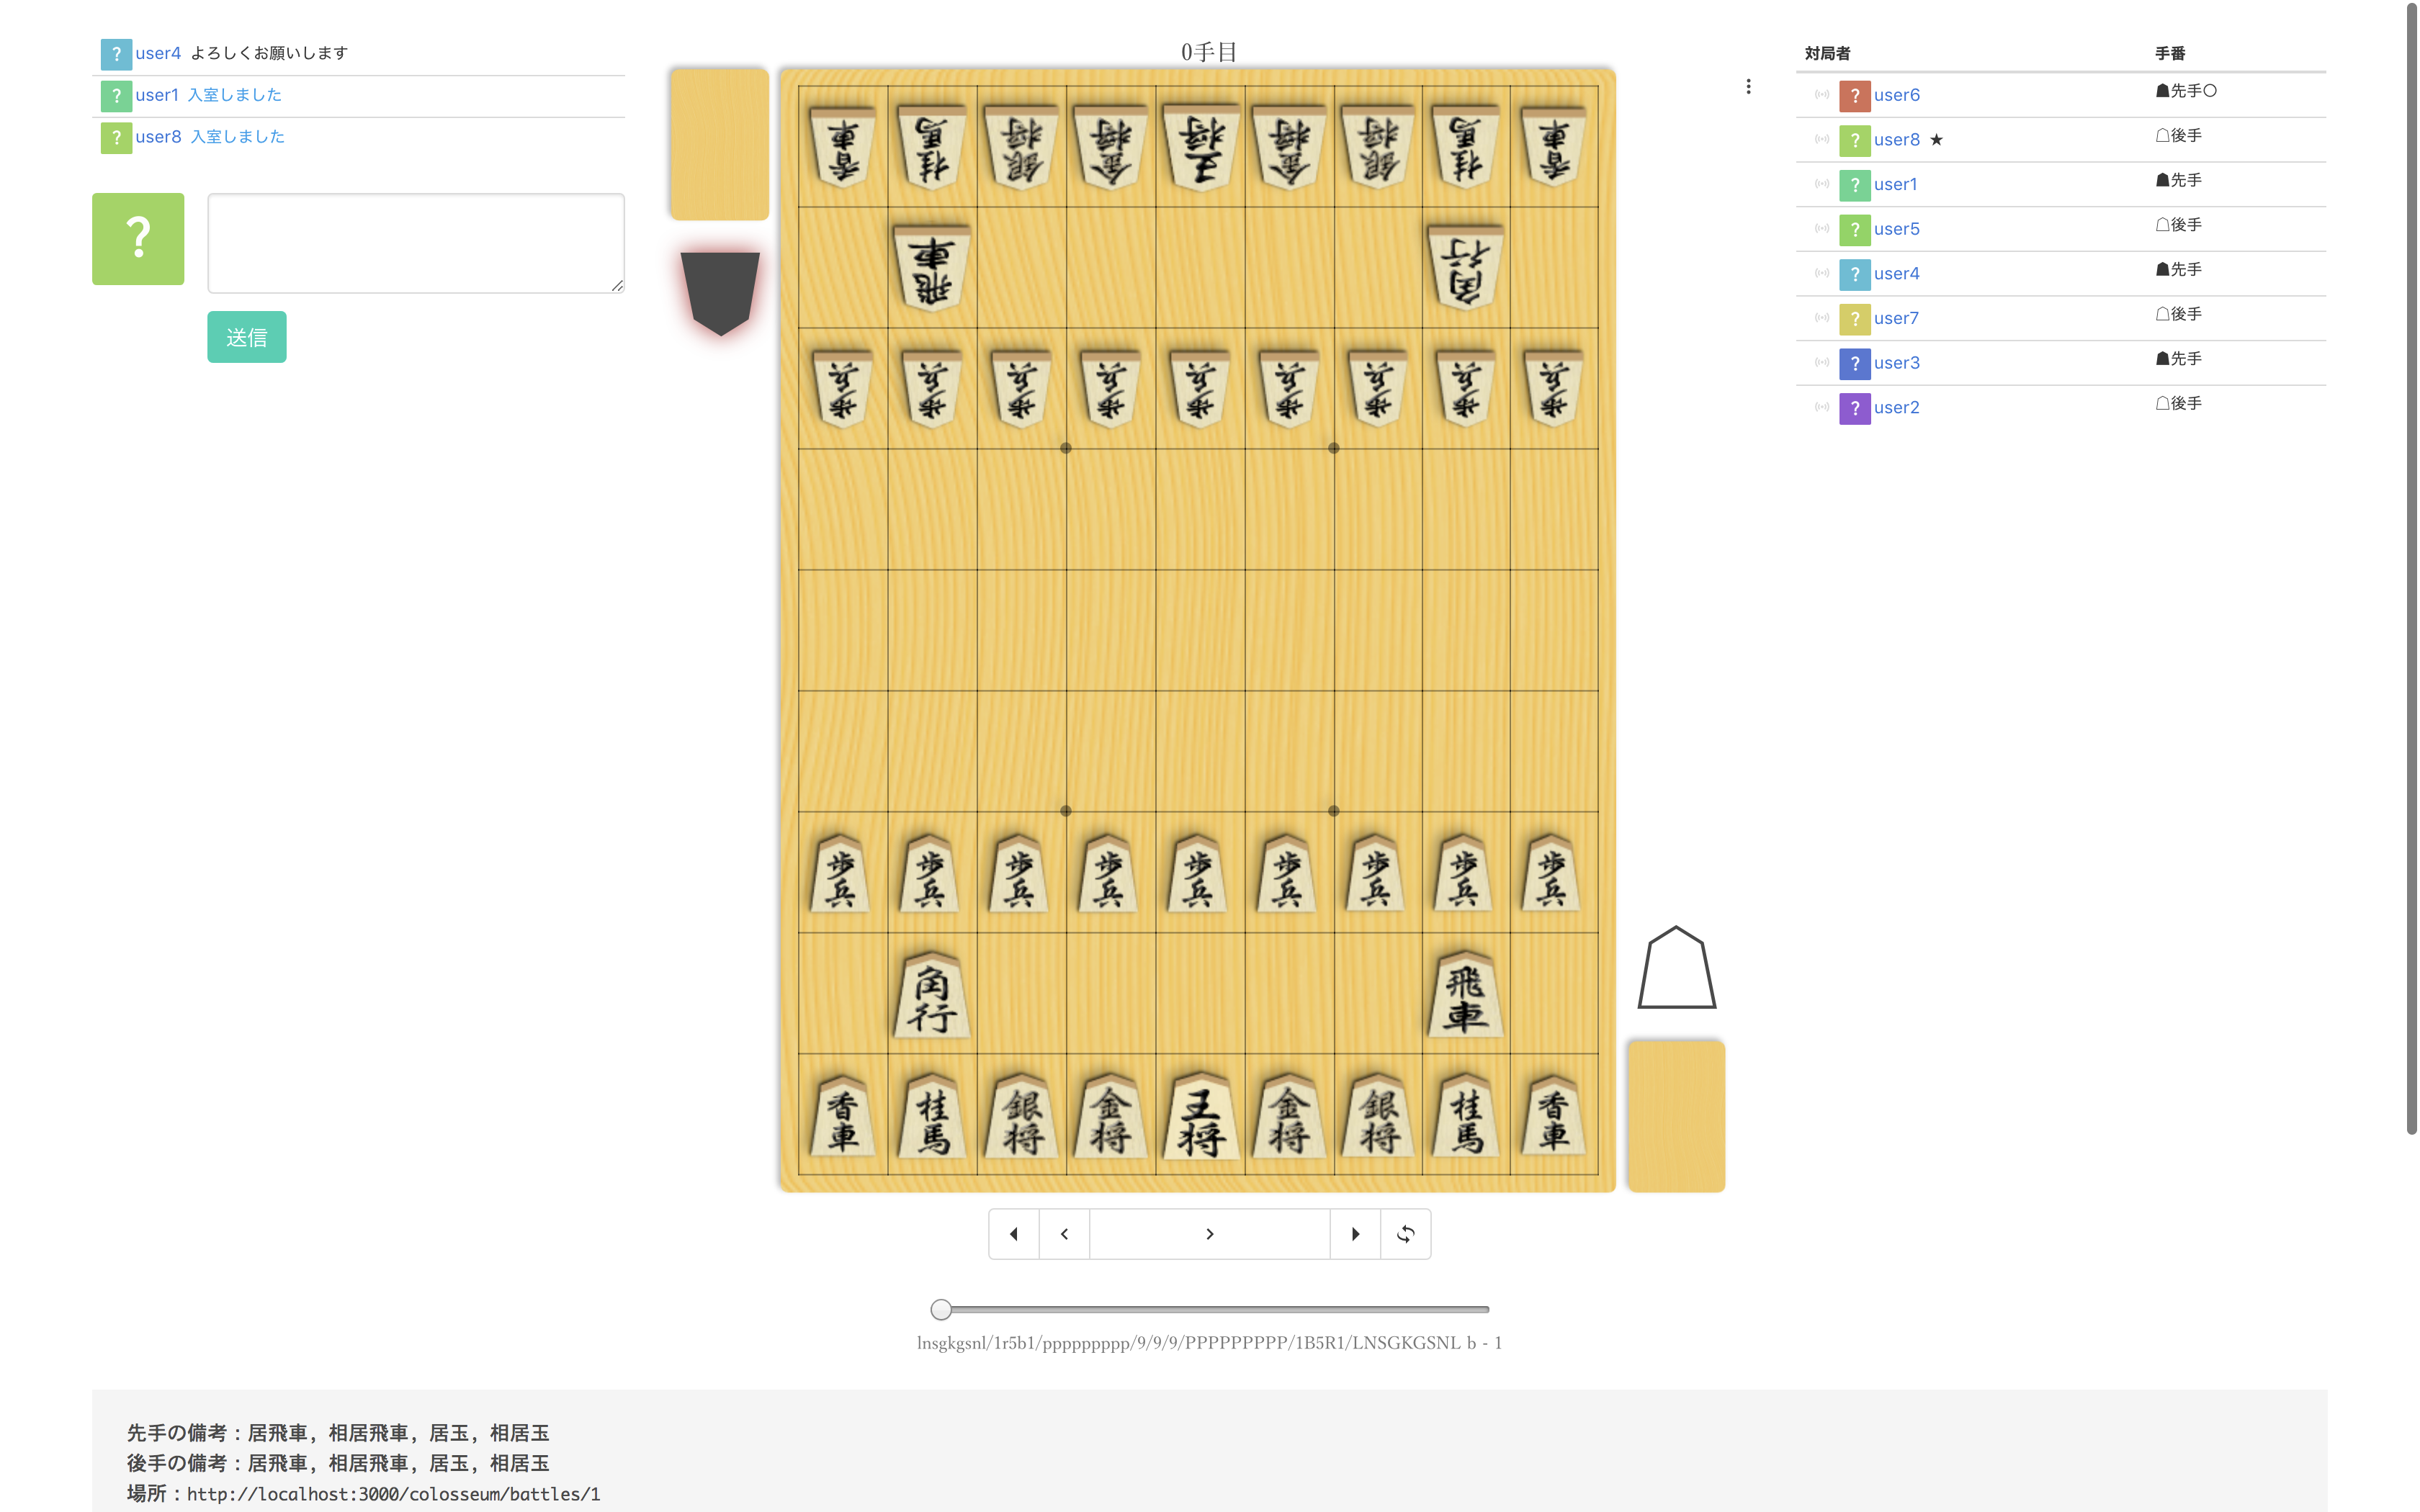 user4 よろしくお願いします
user1 入室しました
user8 入室しました
?
送信
0手目
香車 桂馬 銀将 金将 王将 金将 銀将 桂馬 香車
飛車 角行
歩兵 歩兵 歩兵 歩兵 歩兵 歩兵 歩兵 歩兵 歩兵
歩兵 歩兵 歩兵 歩兵 歩兵 歩兵 歩兵 歩兵 歩兵
角行 飛車
香車 桂馬 銀将 金将 王将 金将 銀将 桂馬 香車
lnsgkgsnl/1r5b1/ppppppppp/9/9/9/PPPPPPPPP/1B5R1/LNSGKGSNL b - 1
対局者 手番
? user6 ☗先手○
? user8 ★ ☖後手
? user1 ☗先手
? user5 ☖後手
? user4 ☗先手
? user7 ☖後手
? user3 ☗先手
? user2 ☖後手
先手の備考：居飛車, 相居飛車, 居玉, 相居玉
後手の備考：居飛車, 相居飛車, 居玉, 相居玉
場所：http://localhost:3000/colosseum/battles/1